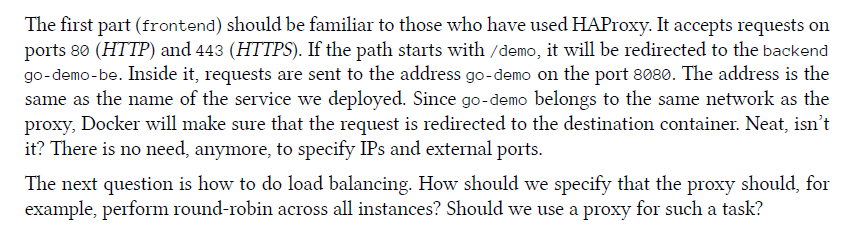 The first part (frontend) should be familiar to those who have used HAProxy. It accepts requests on
ports 80 (HTTP) and 443 (HTTPS). If the path starts with /demo, it will be redirected to the backend
go-demo-be. Inside it, requests are sent to the address go-demo on the port 8080. The address is the
same as the name of the service we deployed. Since go-demo belongs to the same network as the
proxy, Docker will make sure that the request is redirected to the destination container. Neat, isn't
it? There is no need, anymore, to specify IPs and external ports.
The next question is how to do load balancing. How should we specify that the proxy should, for
example, perform round-robin across all instances? Should we use a proxy for such a task?